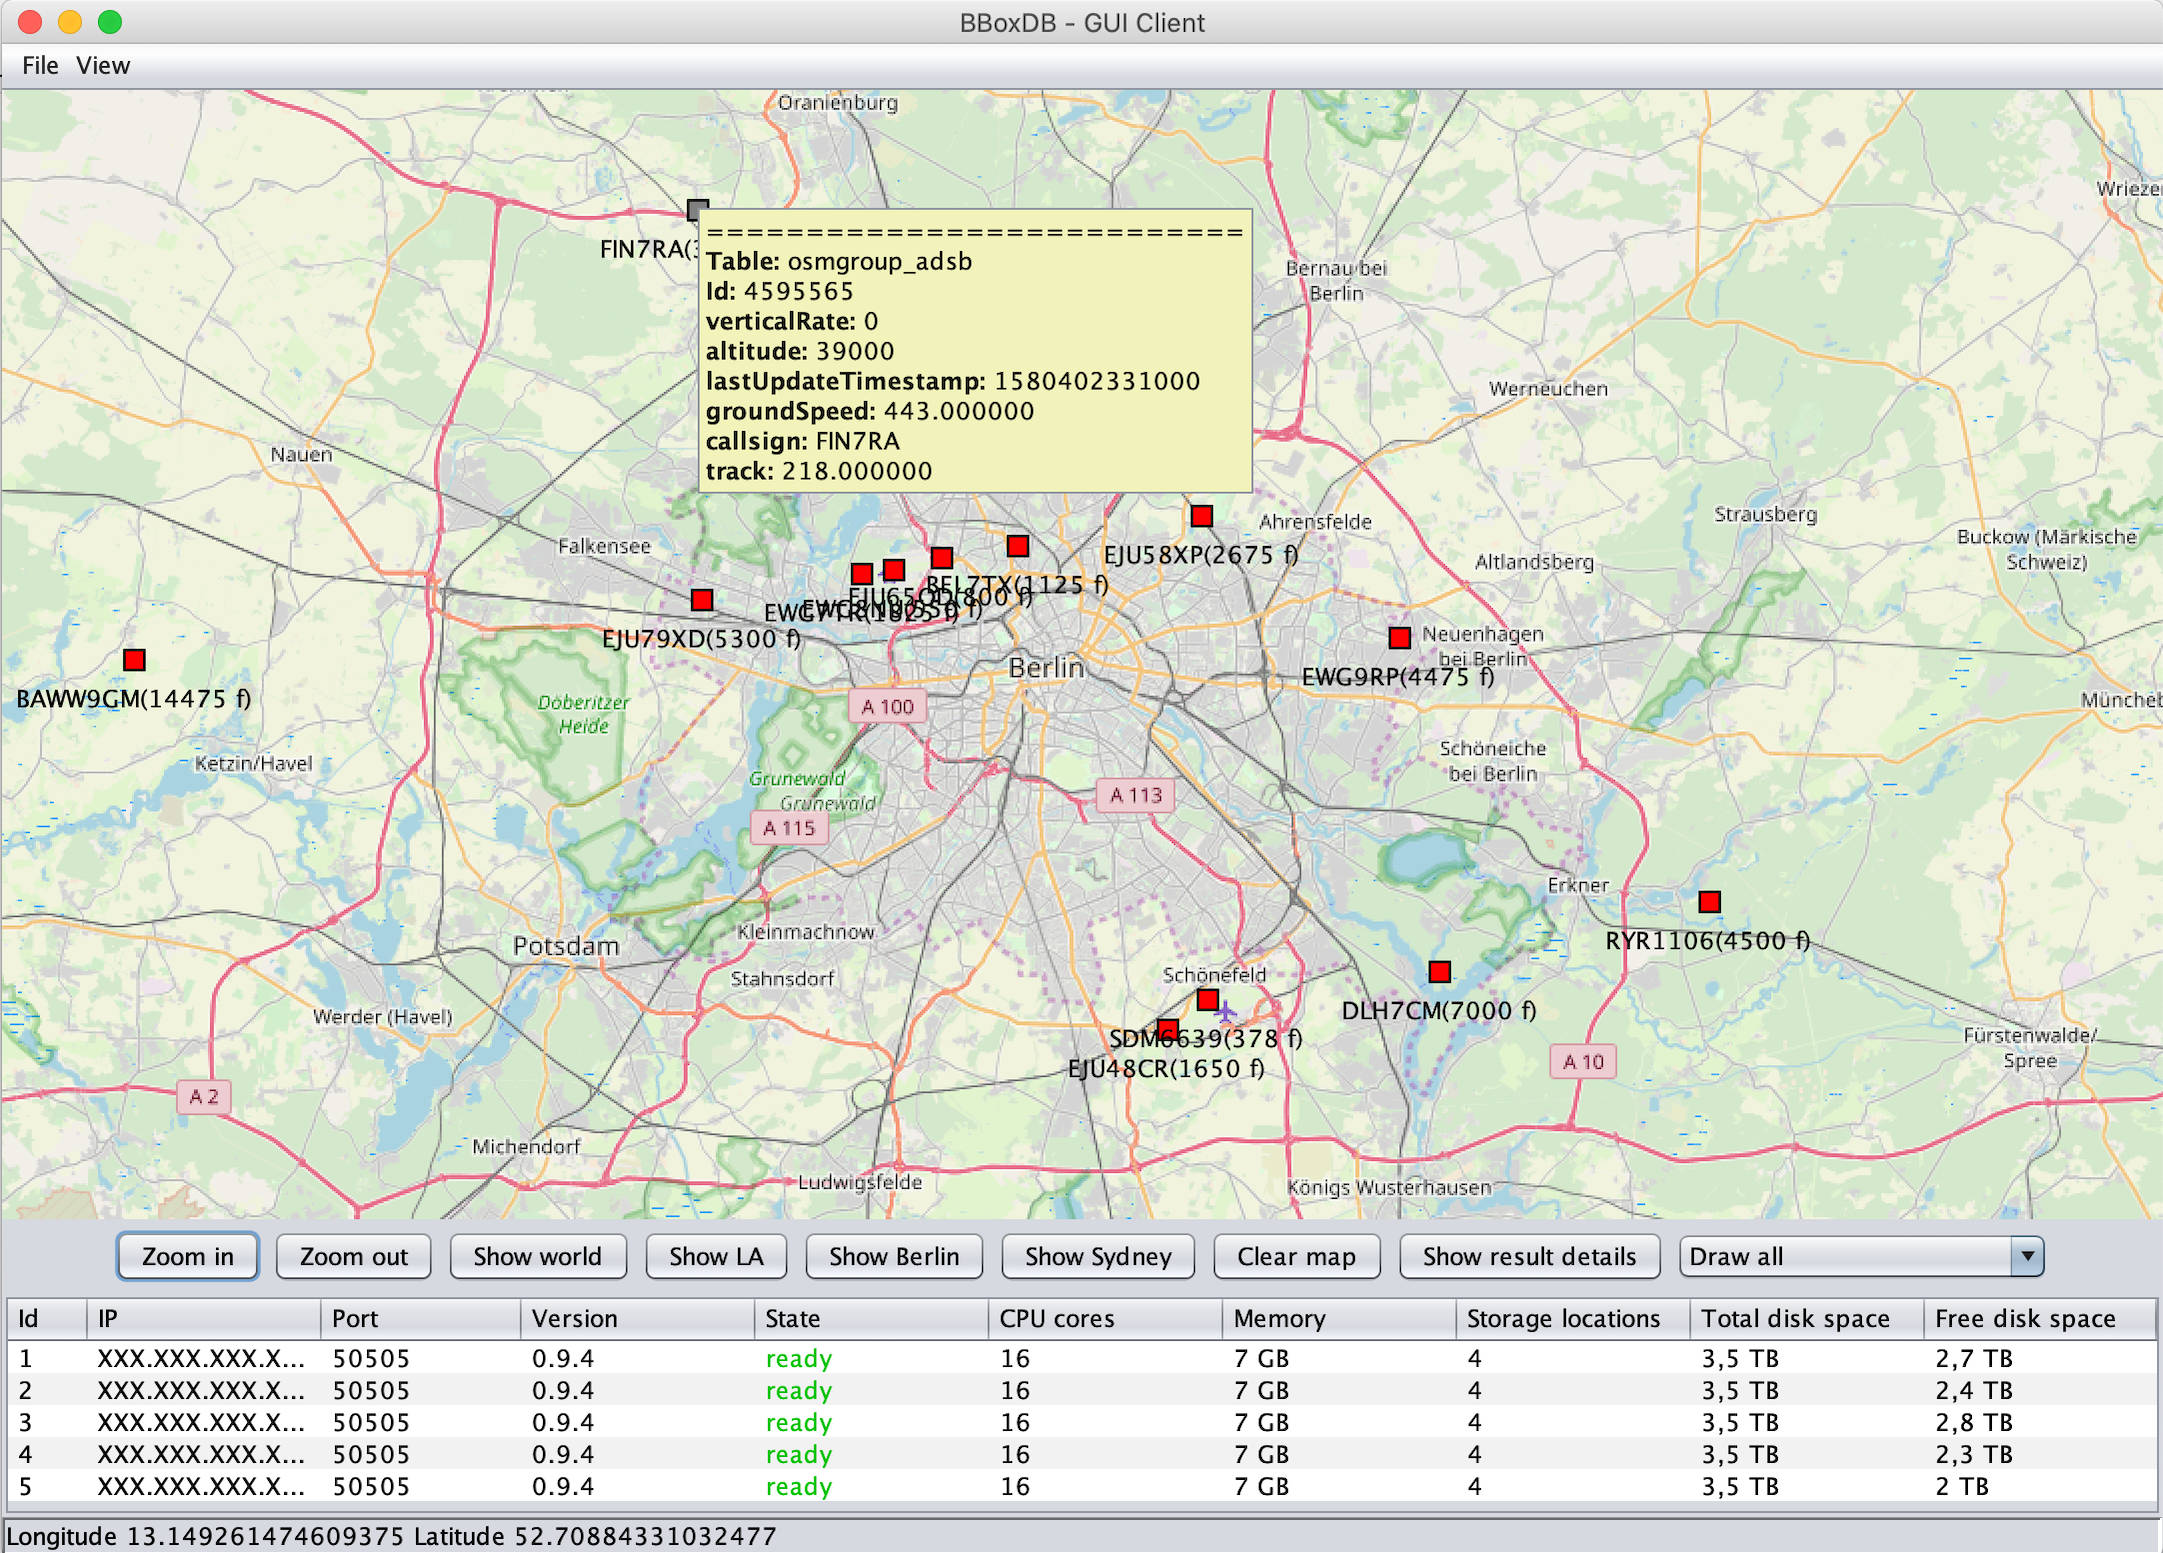 BBoxDB - GUI Client
File View
Oranienburg
Wriezen
FIN7RA(3
===========================
Table: osmgroup_adsb
Id: 4595565
verticalRate: 0
altitude: 39000
lastUpdateTimestamp: 1580402331000
groundSpeed: 443.000000
callsign: FIN7RA
track: 218.000000
Bernau bei
Berlin
Werneuchen
Nauen
Strausberg
Ahrensfelde
Buckow (Märkische
Schweiz)
Falkensee
EJU58XP(2675 f)
Altlandsberg
BEL7TX(1125 f)
EJU79XD(5300 f)
Neuenhagen
bei Berlin
Berlin
EWG9RP(4475 f)
BAWW9GM(14475 f)
Döberitzer
Heide
A 100
Müncheb
Ketzin/Havel
Schöneiche
bei Berlin
Grunewald
Grunewald
A 113
A 115
Erkner
Kleinmachnow
Potsdam
RYR1106(4500 f)
Stahnsdorf
Schönefeld
Werder (Havel)
DLH7CM(7000 f)
SDM6639(378 f)
Fürstenwalde/
Spree
EJU48CR(1650 f)
A 10
A 2
Michendorf
Ludwigsfelde
Königs Wusterhausen
Zoom in Zoom out Show world Show LA Show Berlin Show Sydney Clear map Show result details Draw all
Id IP Port Version State CPU cores Memory Storage locations Total disk space Free disk space
1 XXX.XXX.XXX.X... 50505 0.9.4 ready 16 7 GB 4 3,5 TB 2,7 TB
2 XXX.XXX.XXX.X... 50505 0.9.4 ready 16 7 GB 4 3,5 TB 2,4 TB
3 XXX.XXX.XXX.X... 50505 0.9.4 ready 16 7 GB 4 3,5 TB 2,8 TB
4 XXX.XXX.XXX.X... 50505 0.9.4 ready 16 7 GB 4 3,5 TB 2,3 TB
5 XXX.XXX.XXX.X... 50505 0.9.4 ready 16 7 GB 4 3,5 TB 2 TB
Longitude 13.149261474609375 Latitude 52.70884331032477